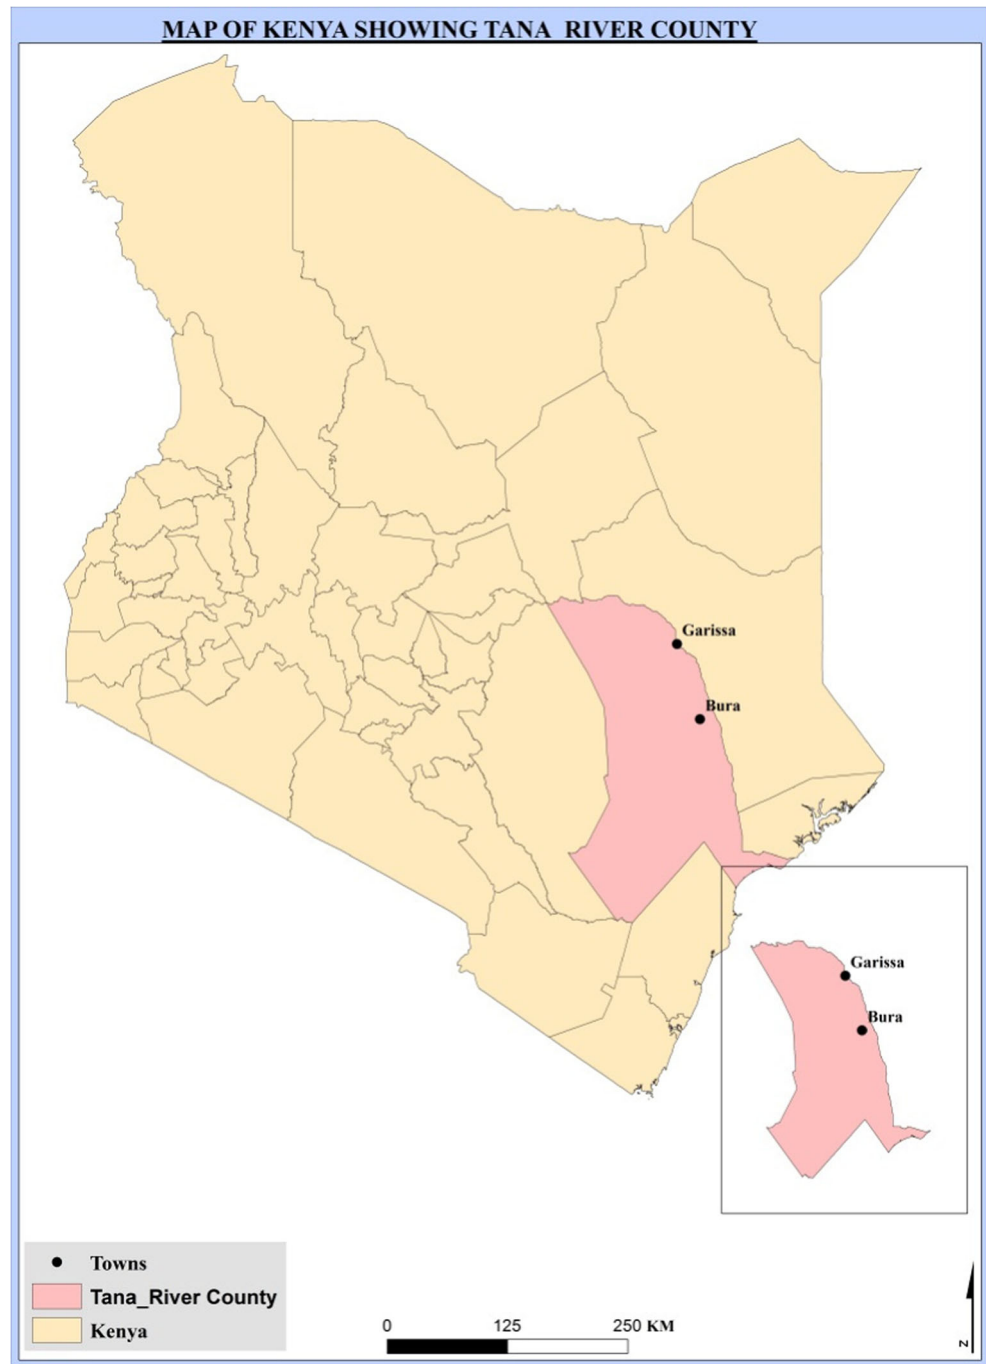 MAP OF KENYA SHOWING TANA RIVER COUNTY
Garissa
Bura
Garissa
Bura
Towns
Tana_River County
Kenya
0 125 250 KM
N